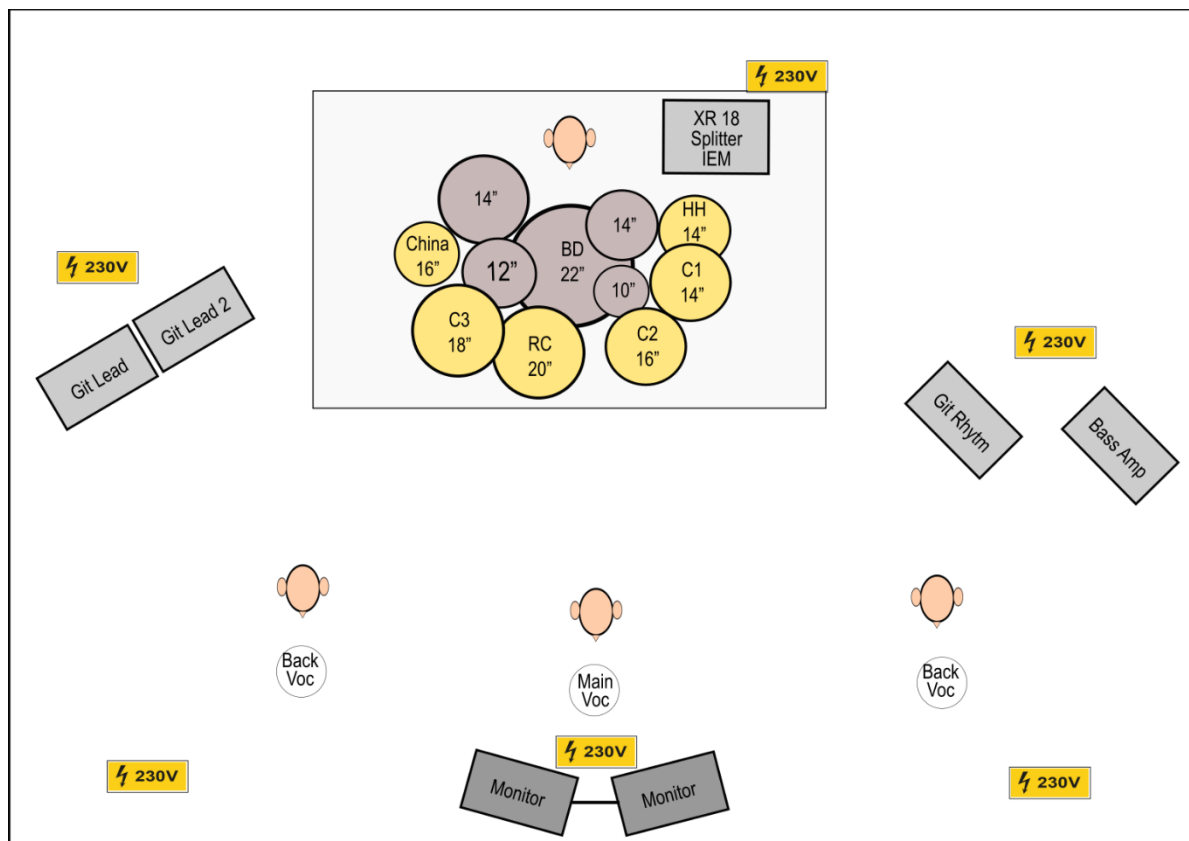 230V
XR 18
Splitter
IEM
14”
14”
HH
14”
China
16”
BD
22”
12”
10”
C1
14”
230V
Git Lead 2
Git Lead
C3
18”
RC
20”
C2
16”
230V
Git Rhytm
Bass Amp
Back
Voc
Main
Voc
Back
Voc
230V
230V
230V
Monitor
Monitor